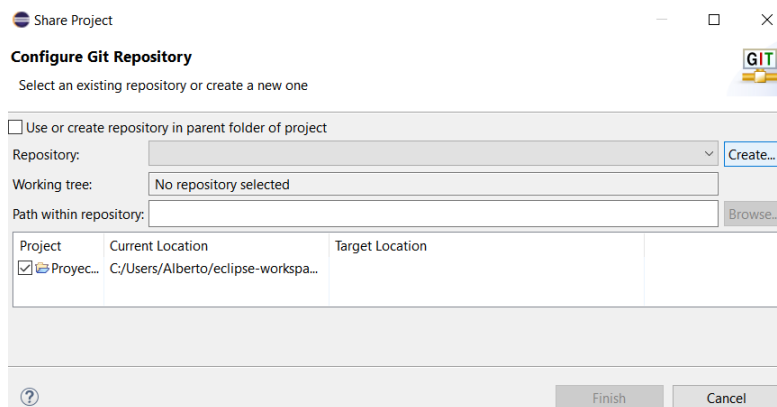 Share Project
Configure Git Repository
GIT
Select an existing repository or create a new one
Use or create repository in parent folder of project
Repository: Create...
Working tree: No repository selected
Path within repository: Browse..
Project Current Location Target Location
Proyec... C:/Users/Alberto/eclipse-workspa...
? Finish Cancel